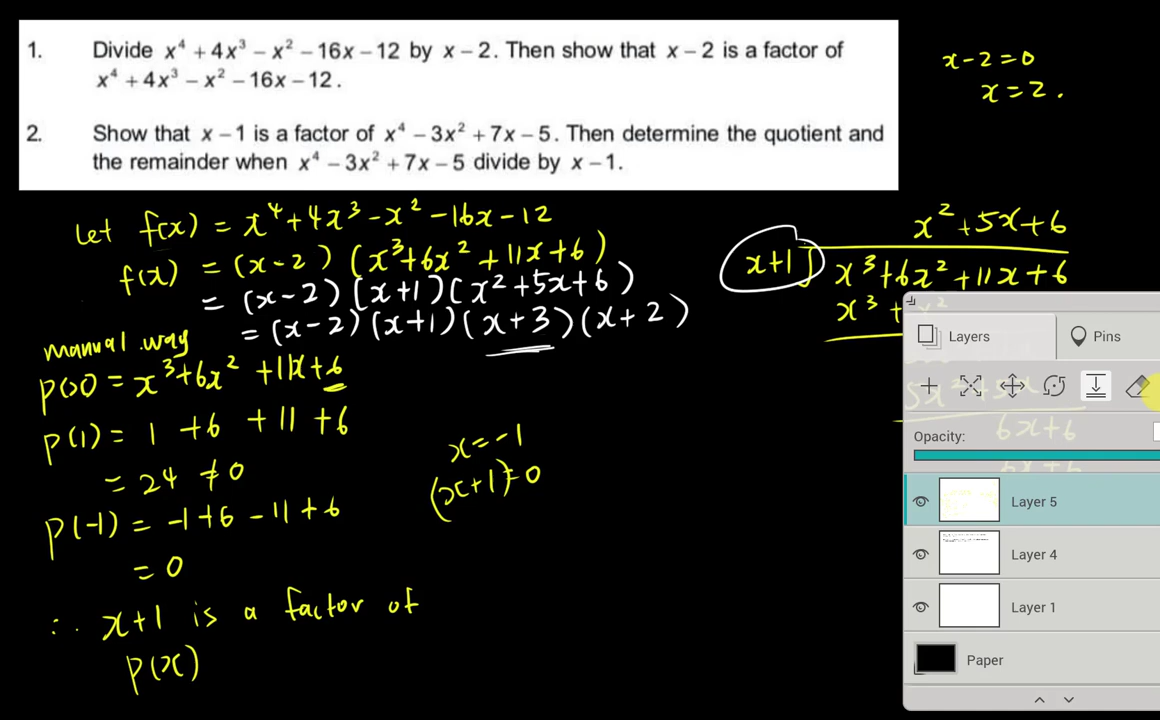 1. Divide x⁴ + 4x³ − x² − 16x − 12 by x − 2. Then show that x − 2 is a factor of
x⁴ + 4x³ − x² − 16x − 12.
2. Show that x − 1 is a factor of x⁴ − 3x² + 7x − 5. Then determine the quotient and
the remainder when x⁴ − 3x² + 7x − 5 divide by x − 1.
x-2=0
x=2.
Let f(x) = x⁴+4x³-x²-16x-12
f(x) = (x-2) (x³+6x²+11x+6)
= (x-2)(x+1)(x²+5x+6)
= (x-2)(x+1)(x+3)(x+2)
manual way
p(x) = x³+6x²+11x+6
p(1) = 1 +6 +11 +6
= 24 ≠0
p(-1) = -1+6-11+6
= 0
∴ x+1 is a factor of
p(x)
x=-1
(x+1)=0
x²+5x+6
x+1 x³+6x²+11x+6
x³ +
6x+6
Layers
Pins
Opacity:
Layer 5
Layer 4
Layer 1
Paper